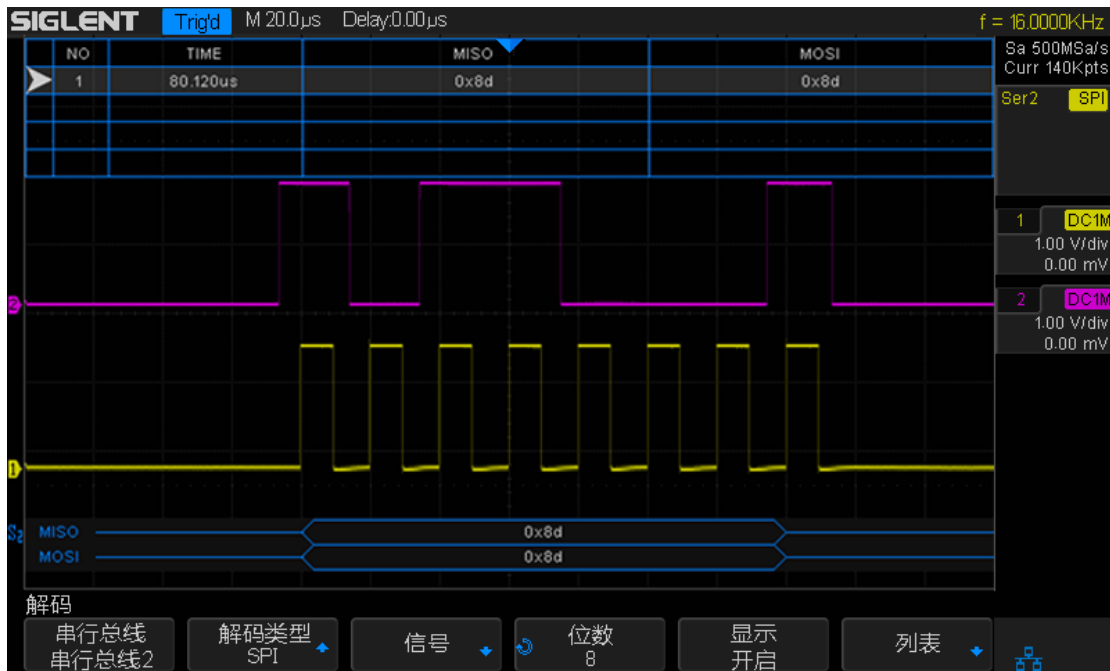 SIGLENT Trig'd M 20.0µs Delay:0.00µs f = 16.0000KHz
Sa 500MSa/s
Curr 140Kpts
NO TIME MISO MOSI
1 80.120us 0x8d 0x8d
Ser2 SPI
1 DC1M
1.00 V/div
0.00 mV
2 DC1M
1.00 V/div
0.00 mV
2
1
S2 MISO 0x8d
MOSI 0x8d
解码
串行总线 解码类型 信号 位数 显示 列表
串行总线2 SPI 8 开启